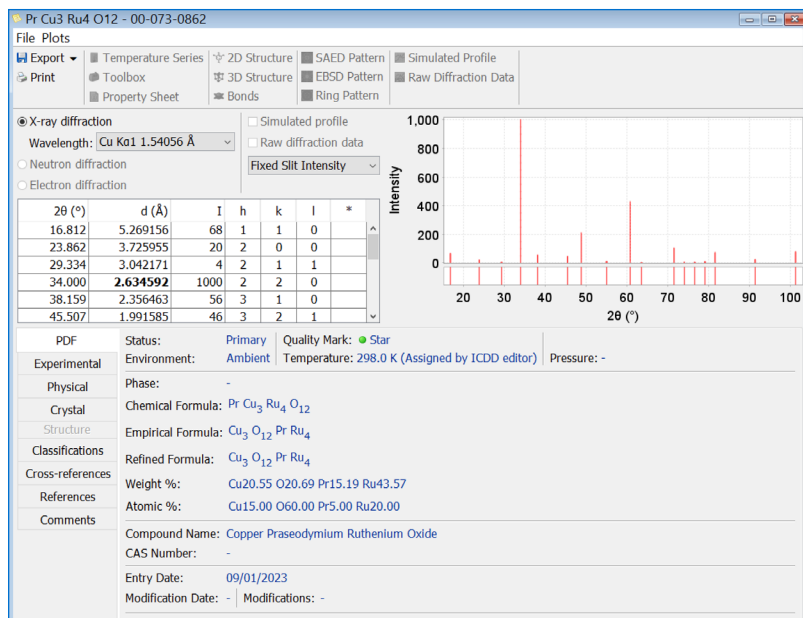 Pr Cu3 Ru4 O12 - 00-073-0862
File Plots
Export
Print
Temperature Series
Toolbox
Property Sheet
2D Structure
3D Structure
Bonds
SAED Pattern
EBSD Pattern
Ring Pattern
Simulated Profile
Raw Diffraction Data
X-ray diffraction
Wavelength: Cu Kα1 1.54056 Å
Neutron diffraction
Electron diffraction
Simulated profile
Raw diffraction data
Fixed Slit Intensity
2θ (°) d (Å) I h k l *
16.812 5.269156 68 1 1 0
23.862 3.725955 20 2 0 0
29.334 3.042171 4 2 1 1
34.000 2.634592 1000 2 2 0
38.159 2.356463 56 3 1 0
45.507 1.991585 46 3 2 1
Intensity
1,000
800
600
400
200
0
20 30 40 50 60 70 80 90 100
2θ (°)
PDF
Experimental
Physical
Crystal
Structure
Classifications
Cross-references
References
Comments
Status: Primary Quality Mark: Star
Environment: Ambient Temperature: 298.0 K (Assigned by ICDD editor) Pressure: -
Phase: -
Chemical Formula: Pr Cu3 Ru4 O12
Empirical Formula: Cu3 O12 Pr Ru4
Refined Formula: Cu3 O12 Pr Ru4
Weight %: Cu20.55 O20.69 Pr15.19 Ru43.57
Atomic %: Cu15.00 O60.00 Pr5.00 Ru20.00
Compound Name: Copper Praseodymium Ruthenium Oxide
CAS Number: -
Entry Date: 09/01/2023
Modification Date: - Modifications: -